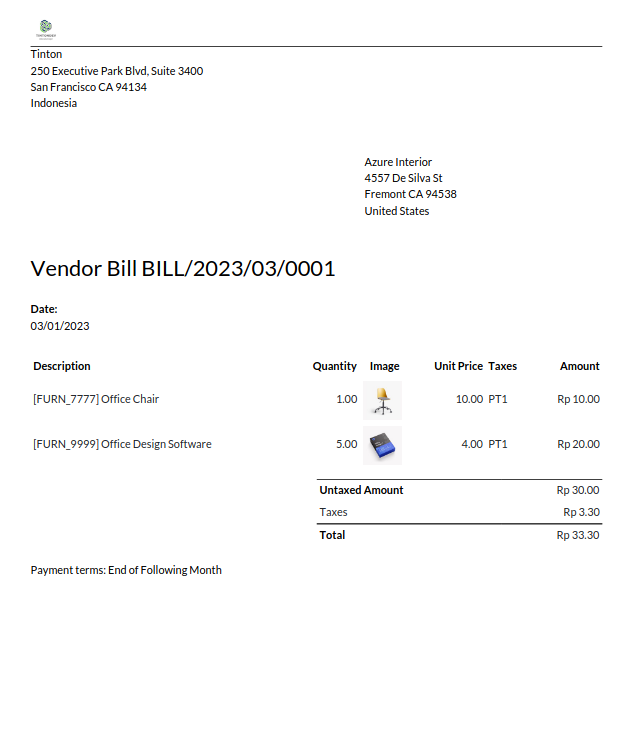 Tinton
250 Executive Park Blvd, Suite 3400
San Francisco CA 94134
Indonesia
Azure Interior
4557 De Silva St
Fremont CA 94538
United States
Vendor Bill BILL/2023/03/0001
Date:
03/01/2023
Description Quantity Image Unit Price Taxes Amount
[FURN_7777] Office Chair 1.00 10.00 PT1 Rp 10.00
[FURN_9999] Office Design Software 5.00 4.00 PT1 Rp 20.00
Untaxed Amount Rp 30.00
Taxes Rp 3.30
Total Rp 33.30
Payment terms: End of Following Month